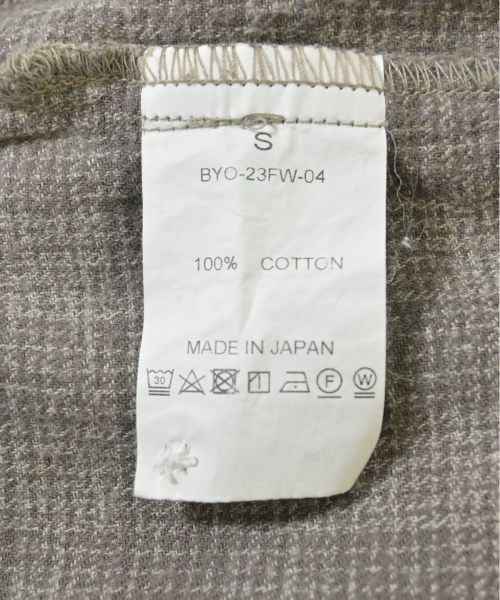 S
BYO-23FW-04
100% COTTON
MADE IN JAPAN
30 F W